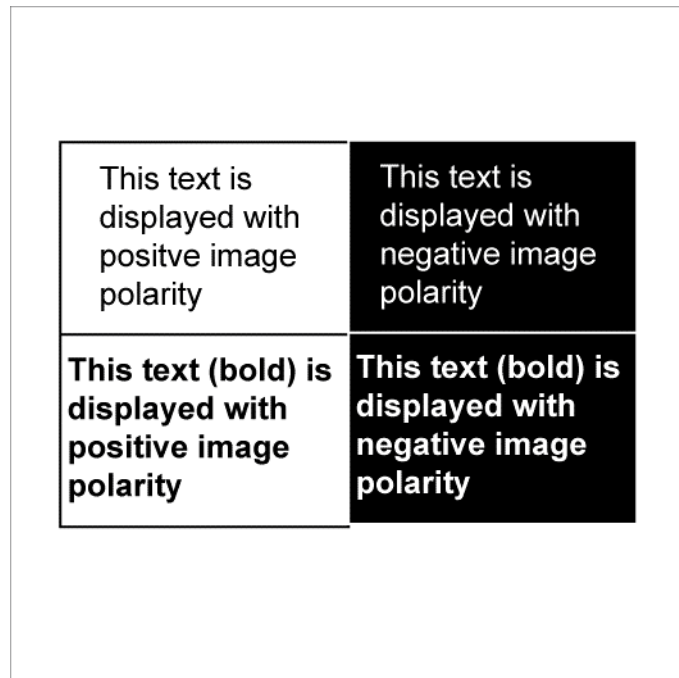 This text is
displayed with
positve image
polarity
This text is
displayed with
negative image
polarity
This text (bold) is
displayed with
positive image
polarity
This text (bold) is
displayed with
negative image
polarity